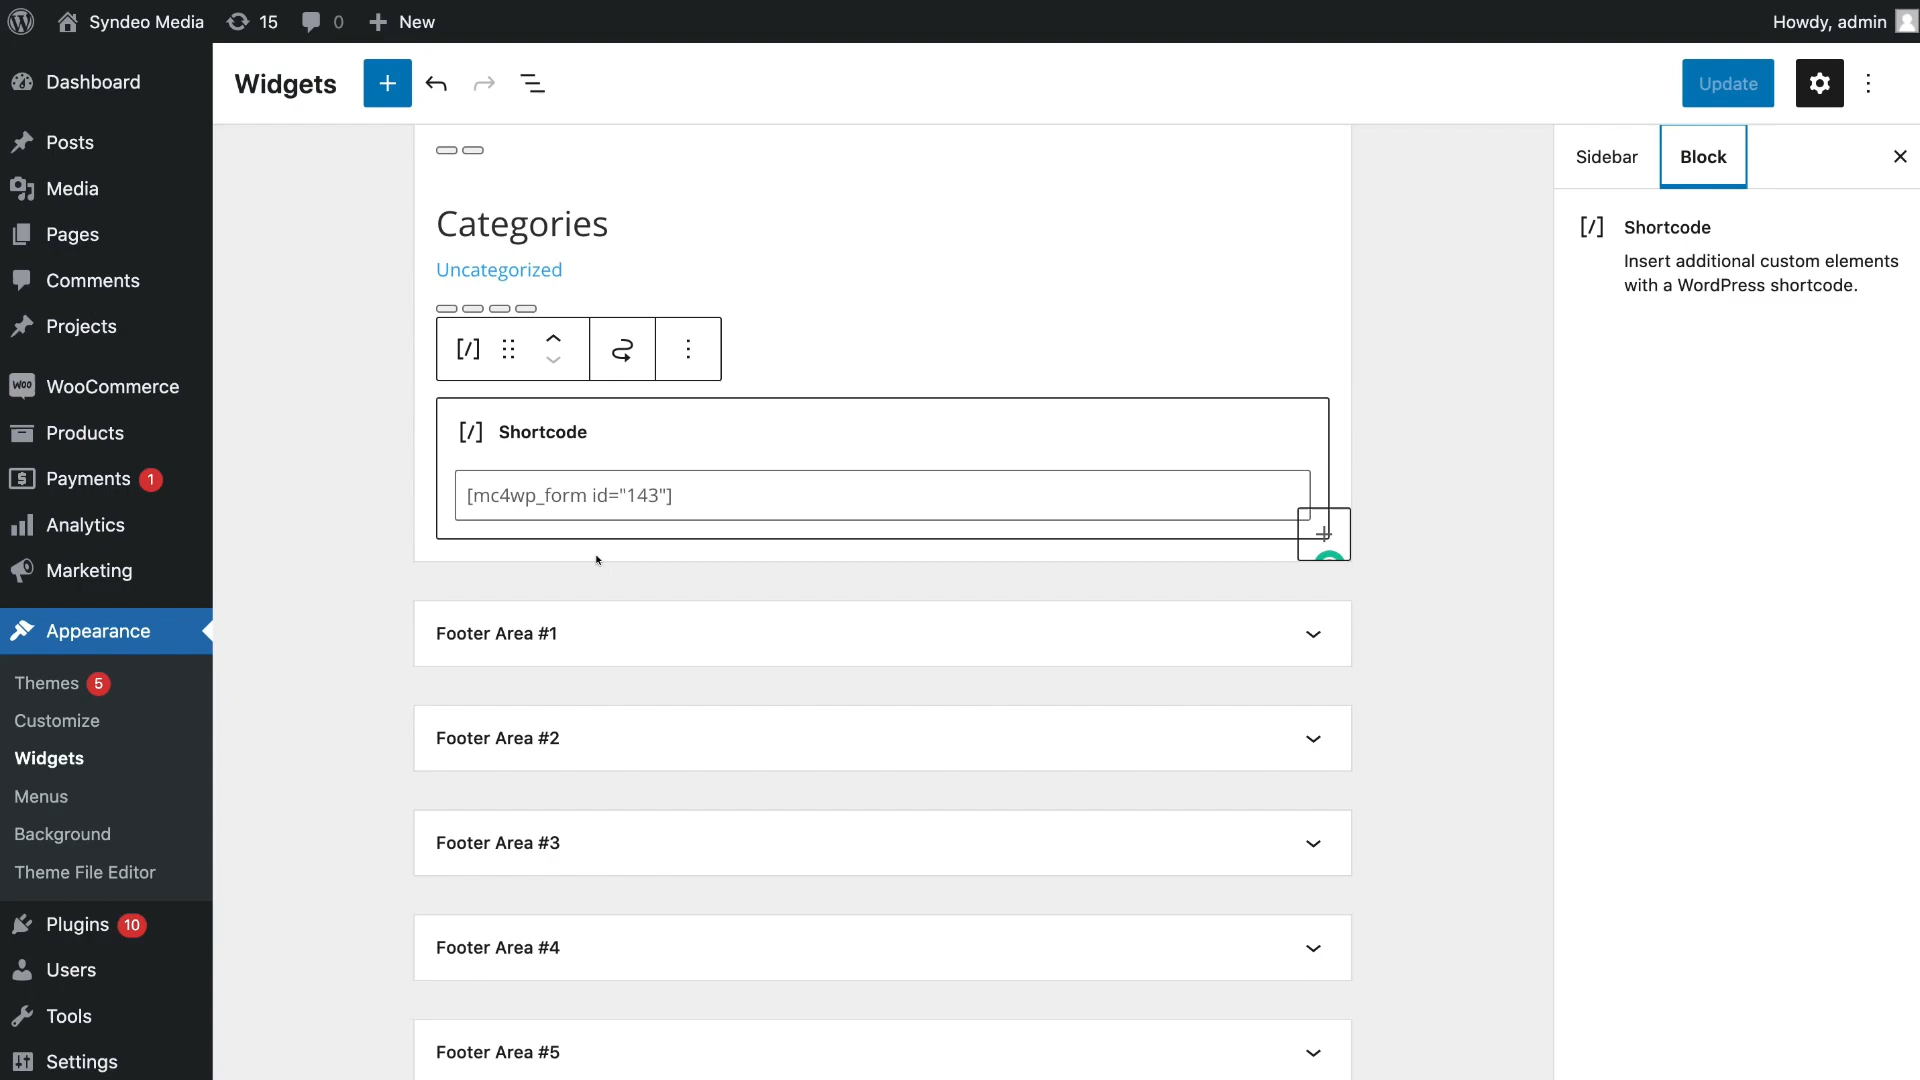 Syndeo Media
15
0
New
Howdy, admin
Dashboard
Posts
Media
Pages
Comments
Projects
Woo
WooCommerce
Products
Payments 1
Analytics
Marketing
Appearance
Themes 5
Customize
Widgets
Menus
Background
Theme File Editor
Plugins 10
Users
Tools
Settings
Widgets
Update
Categories
Uncategorized
[/]
[/] Shortcode
[mc4wp_form id="143"]
Footer Area #1
Footer Area #2
Footer Area #3
Footer Area #4
Footer Area #5
Sidebar
Block
[/] Shortcode
Insert additional custom elements
with a WordPress shortcode.